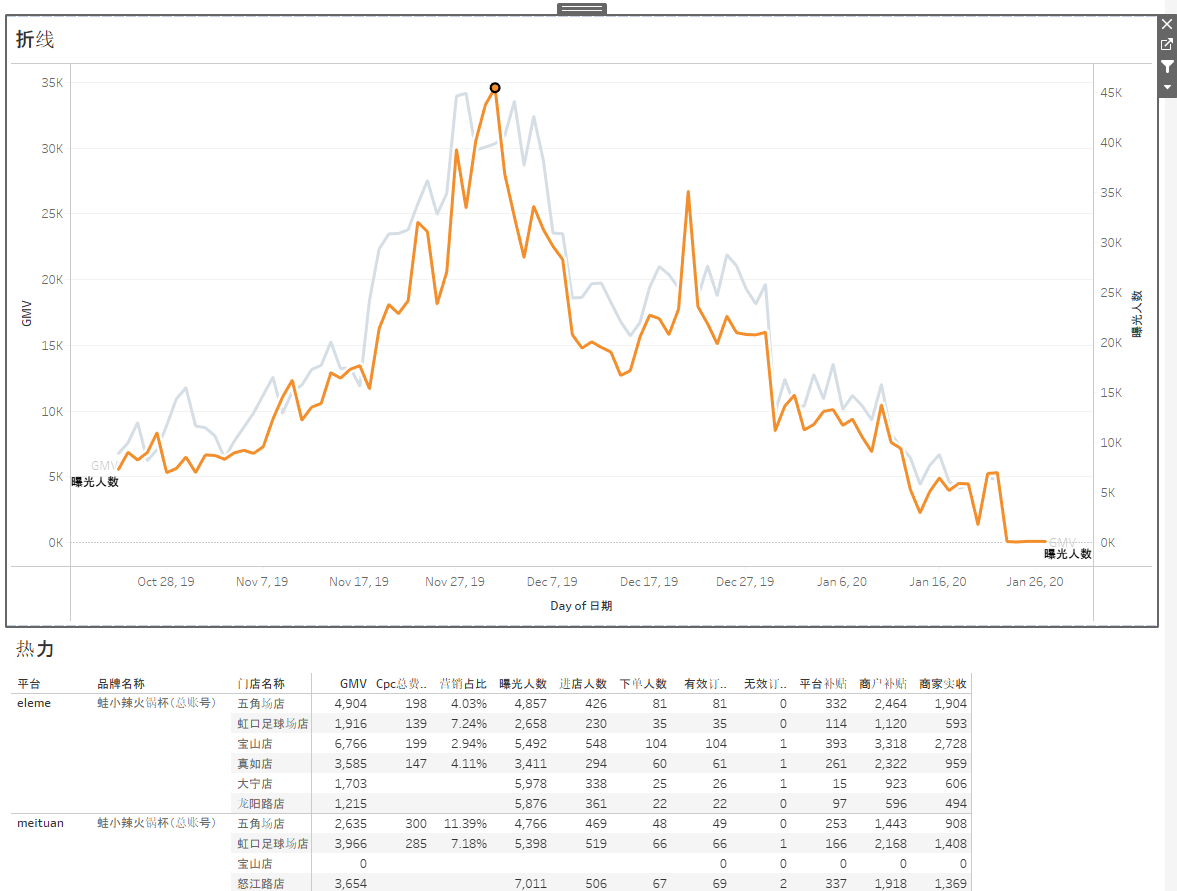 折线
35K
30K
25K
20K
15K
10K
5K
0K
GMV
45K
40K
35K
30K
25K
20K
15K
10K
5K
0K
曝光人数
GMV
曝光人数
GMV
曝光人数
Oct 28, 19 Nov 7, 19 Nov 17, 19 Nov 27, 19 Dec 7, 19 Dec 17, 19 Dec 27, 19 Jan 6, 20 Jan 16, 20 Jan 26, 20
Day of 日期
热力
平台 品牌名称 门店名称 GMV Cpc总费.. 营销占比 曝光人数 进店人数 下单人数 有效订.. 无效订.. 平台补贴 商户补贴 商家实收
eleme 蛙小辣火锅杯(总账号) 五角场店 4,904 198 4.03% 4,857 426 81 81 0 332 2,464 1,904
虹口足球场店 1,916 139 7.24% 2,658 230 35 35 0 114 1,120 593
宝山店 6,766 199 2.94% 5,492 548 104 104 1 393 3,318 2,728
真如店 3,585 147 4.11% 3,411 294 60 61 1 261 2,322 959
大宁店 1,703 5,978 338 25 26 1 15 923 606
龙阳路店 1,215 5,876 361 22 22 0 97 596 494
meituan 蛙小辣火锅杯(总账号) 五角场店 2,635 300 11.39% 4,766 469 48 49 0 253 1,443 908
虹口足球场店 3,966 285 7.18% 5,398 519 66 66 1 166 2,168 1,408
宝山店 0 0 0 0 0 0
怒江路店 3,654 7,011 506 67 69 2 337 1,918 1,369